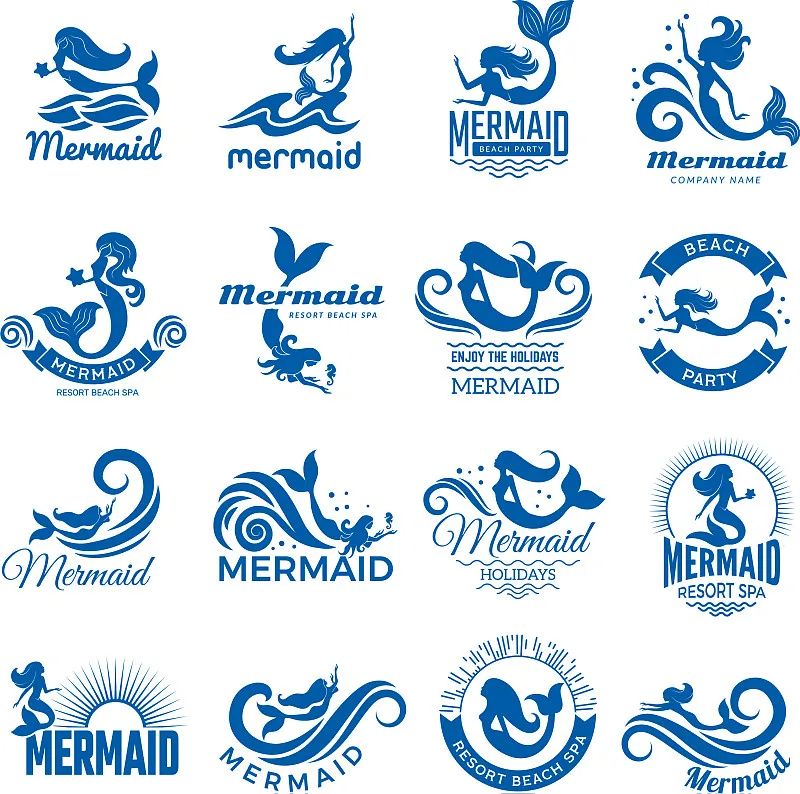 Mermaid
mermaid
MERMAID
BEACH PARTY
Mermaid
COMPANY NAME
MERMAID
RESORT BEACH SPA
Mermaid
RESORT BEACH SPA
ENJOY THE HOLIDAYS
MERMAID
BEACH
PARTY
Mermaid
MERMAID
Mermaid
HOLIDAYS
MERMAID
RESORT SPA
MERMAID
MERMAID
RESORT BEACH SPA
Mermaid